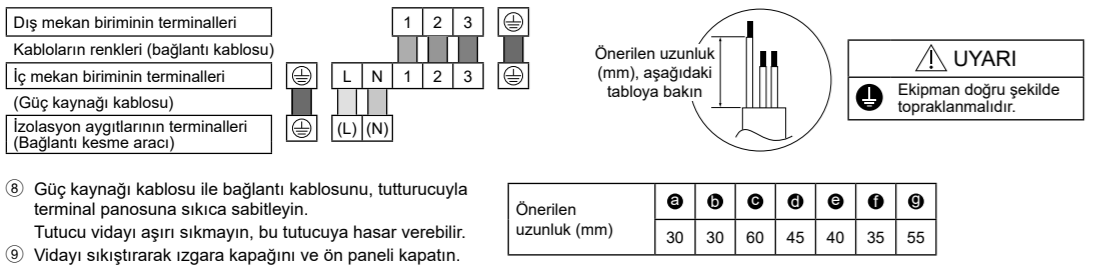 Dış mekan biriminin terminalleri
1 2 3
Kabloların renkleri (bağlantı kablosu)
İç mekan biriminin terminalleri
L N 1 2 3
(Güç kaynağı kablosu)
İzolasyon aygıtlarının terminalleri
(Bağlantı kesme aracı)
(L) (N)
Önerilen uzunluk
(mm), aşağıdaki
tabloya bakın
UYARI
Ekipman doğru şekilde
topraklanmalıdır.
⑧ Güç kaynağı kablosu ile bağlantı kablosunu, tutturucuyla
terminal panosuna sıkıca sabitleyin.
Tutucu vidayı aşırı sıkmayın, bu tutucuya hasar verebilir.
⑨ Vidayı sıkıştırarak ızgara kapağını ve ön paneli kapatın.
Önerilen
uzunluk (mm)
a b c d e f g
30 30 60 45 40 35 55